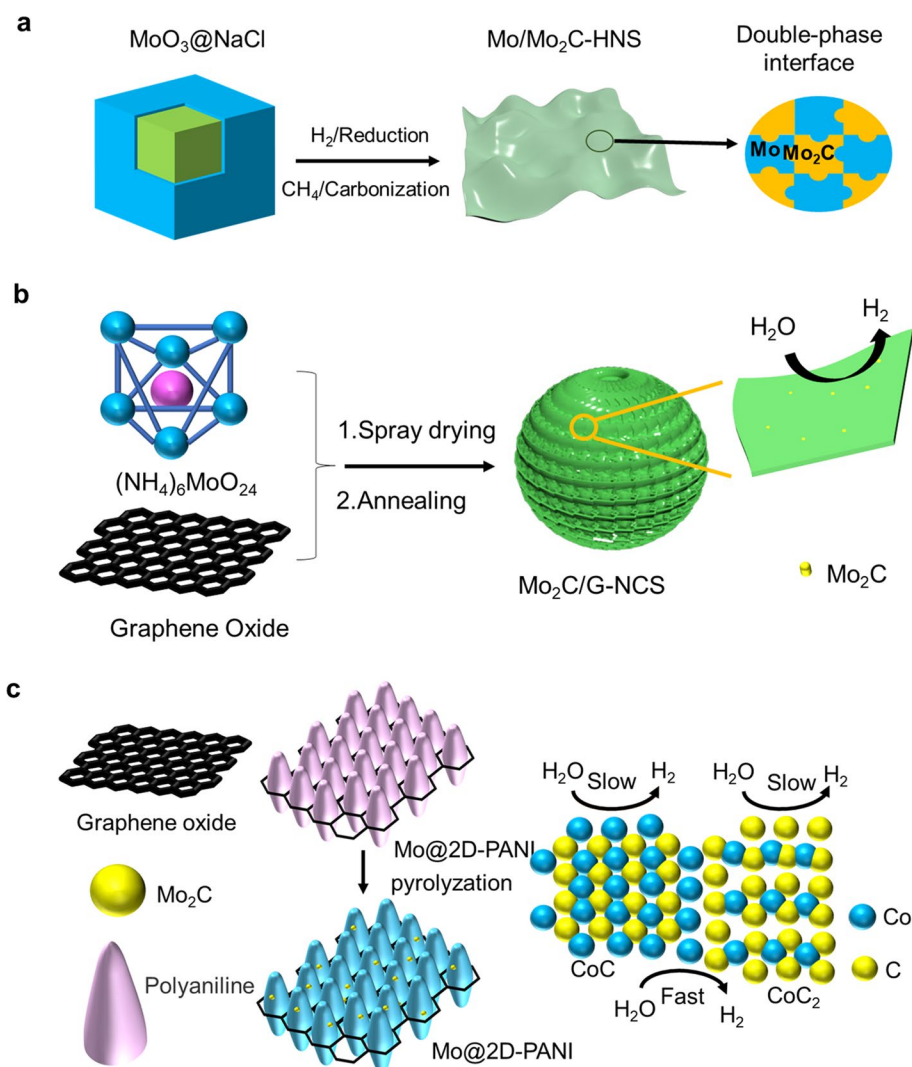 a
MoO₃@NaCl
H₂/Reduction
CH₄/Carbonization
Mo/Mo₂C-HNS
Double-phase
interface
Mo Mo₂C
b
(NH₄)₆MoO₂₄
Graphene Oxide
1.Spray drying
2.Annealing
Mo₂C/G-NCS
H₂O
H₂
Mo₂C
c
Graphene oxide
Mo₂C
Polyaniline
Mo@2D-PANI
pyrolyzation
Mo@2D-PANI
H₂O Slow H₂
H₂O Slow H₂
CoC
CoC₂
H₂O Fast H₂
Co
C